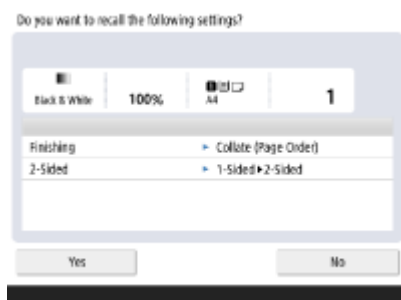 Do you want to recall the following settings?
Black & White
100%
A4
1
Finishing ▸ Collate (Page Order)
2-Sided ▸ 1-Sided▸2-Sided
Yes
No